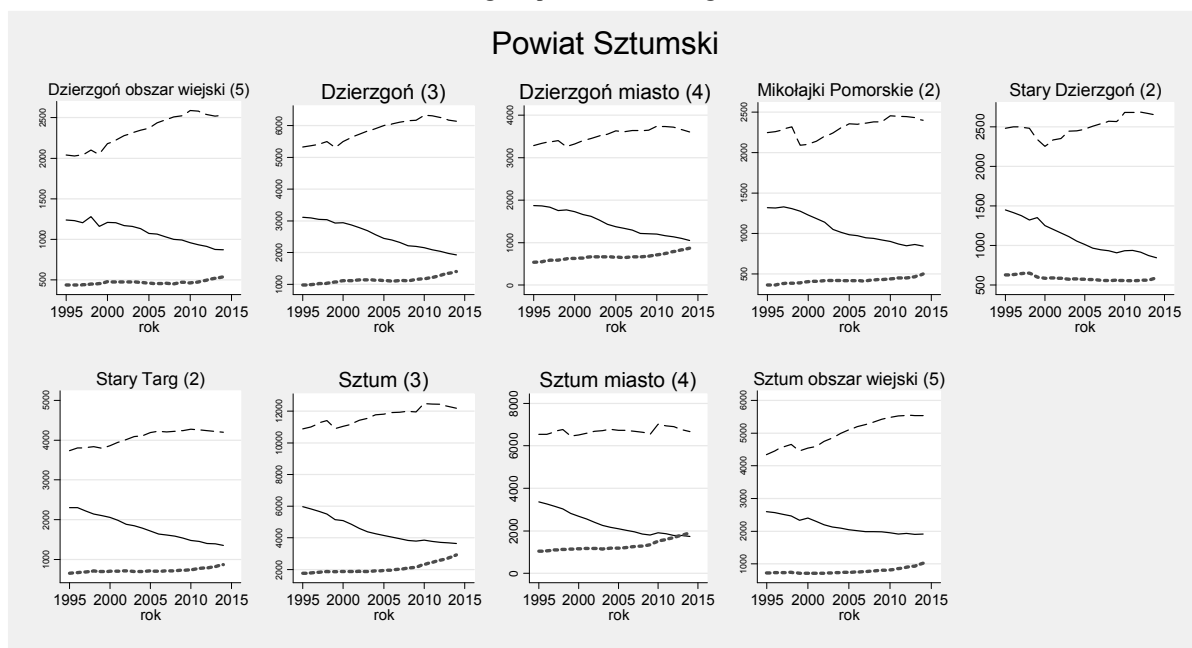 Powiat Sztumski
Dzierzgoń obszar wiejski (5)
500 1000 1500 2000 2500
1995 2000 2005 2010 2015
rok
Dzierzgoń (3)
1000 2000 3000 4000 5000 6000
1995 2000 2005 2010 2015
rok
Dzierzgoń miasto (4)
0 1000 2000 3000 4000
1995 2000 2005 2010 2015
rok
Mikołajki Pomorskie (2)
500 1000 1500 2000 2500
1995 2000 2005 2010 2015
rok
Stary Dzierzgoń (2)
500 1000 1500 2000 2500
1995 2000 2005 2010 2015
rok
Stary Targ (2)
1000 2000 3000 4000 5000
1995 2000 2005 2010 2015
rok
Sztum (3)
2000 4000 6000 8000 10000 12000
1995 2000 2005 2010 2015
rok
Sztum miasto (4)
0 2000 4000 6000 8000
1995 2000 2005 2010 2015
rok
Sztum obszar wiejski (5)
1000 2000 3000 4000 5000 6000
1995 2000 2005 2010 2015
rok